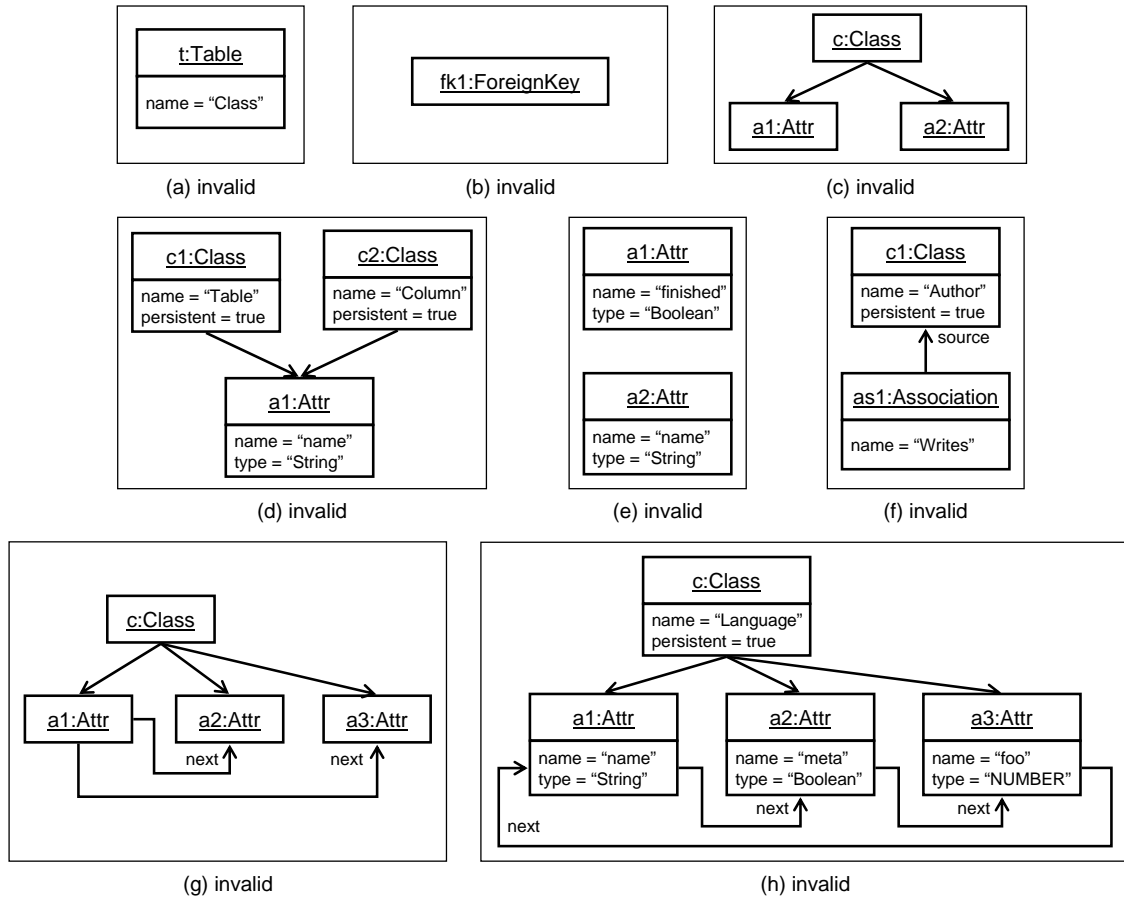 t:Table
name = “Class”
(a) invalid
fk1:ForeignKey
(b) invalid
c:Class
a1:Attr
a2:Attr
(c) invalid
c1:Class
name = “Table”
persistent = true
c2:Class
name = “Column”
persistent = true
a1:Attr
name = “name”
type = “String”
(d) invalid
a1:Attr
name = “finished”
type = “Boolean”
a2:Attr
name = “name”
type = “String”
(e) invalid
c1:Class
name = “Author”
persistent = true
source
as1:Association
name = “Writes”
(f) invalid
c:Class
a1:Attr
a2:Attr
a3:Attr
next
next
(g) invalid
c:Class
name = “Language”
persistent = true
a1:Attr
name = “name”
type = “String”
a2:Attr
name = “meta”
type = “Boolean”
a3:Attr
name = “foo”
type = “NUMBER”
next
next
next
(h) invalid